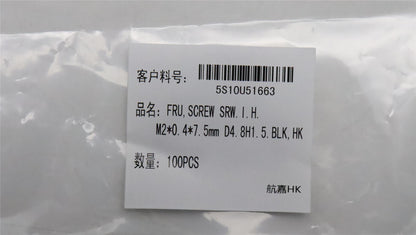 客户料号:
5S10U51663
品名: FRU,SCREW SRW.I.H.
M2*0.4*7.5mm D4.8H1.5.BLK,HK
数量: 100PCS
航嘉HK